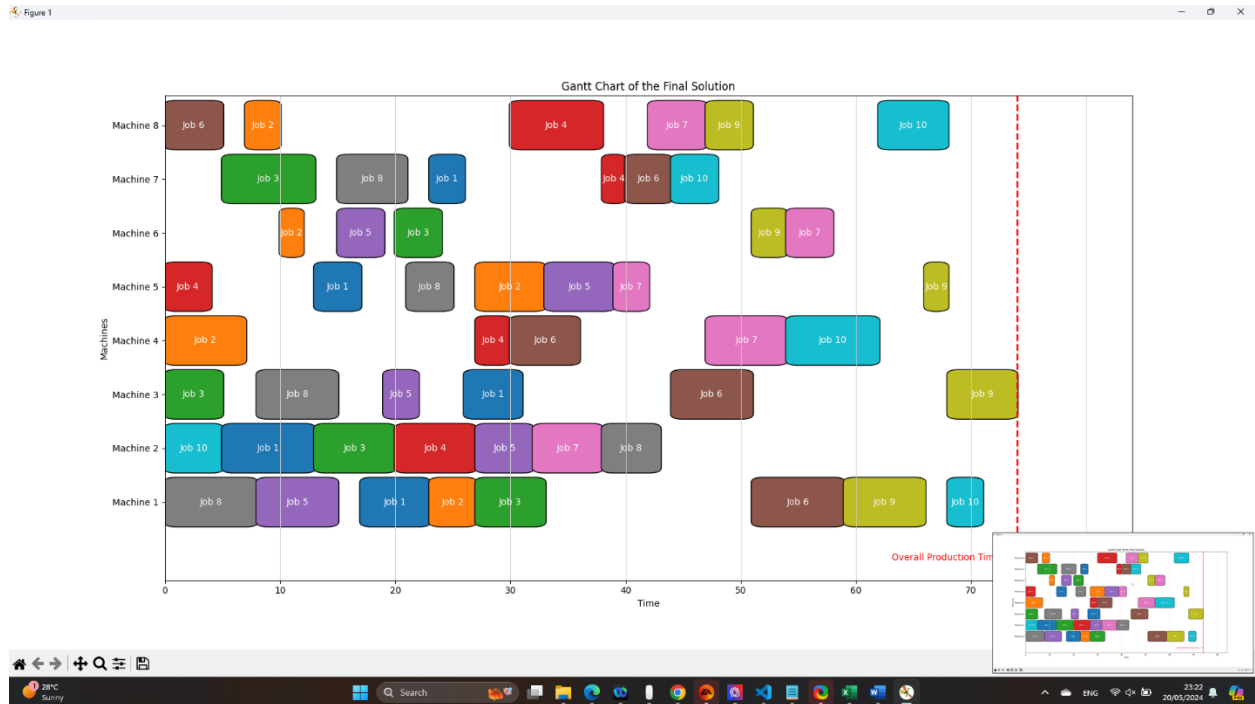 Figure 1
Gantt Chart of the Final Solution
Machine 8 Job 6 Job 2 Job 4 Job 7 Job 9 Job 10
Machine 7 Job 3 Job 8 Job 1 Job 4 Job 6 Job 10
Machine 6 Job 2 Job 5 Job 3 Job 9 Job 7
Machine 5 Job 4 Job 1 Job 8 Job 2 Job 5 Job 7 Job 9
Machine 4 Job 2 Job 4 Job 6 Job 7 Job 10
Machines
Machine 3 Job 3 Job 8 Job 5 Job 1 Job 6 Job 9
Machine 2 Job 10 Job 1 Job 3 Job 4 Job 5 Job 7 Job 8
Machine 1 Job 8 Job 5 Job 1 Job 2 Job 3 Job 6 Job 9 Job 10
Overall Production Tim
0 10 20 30 40 50 60 70
Time
28°C
Sunny
Search
ENG
23:22
20/05/2024